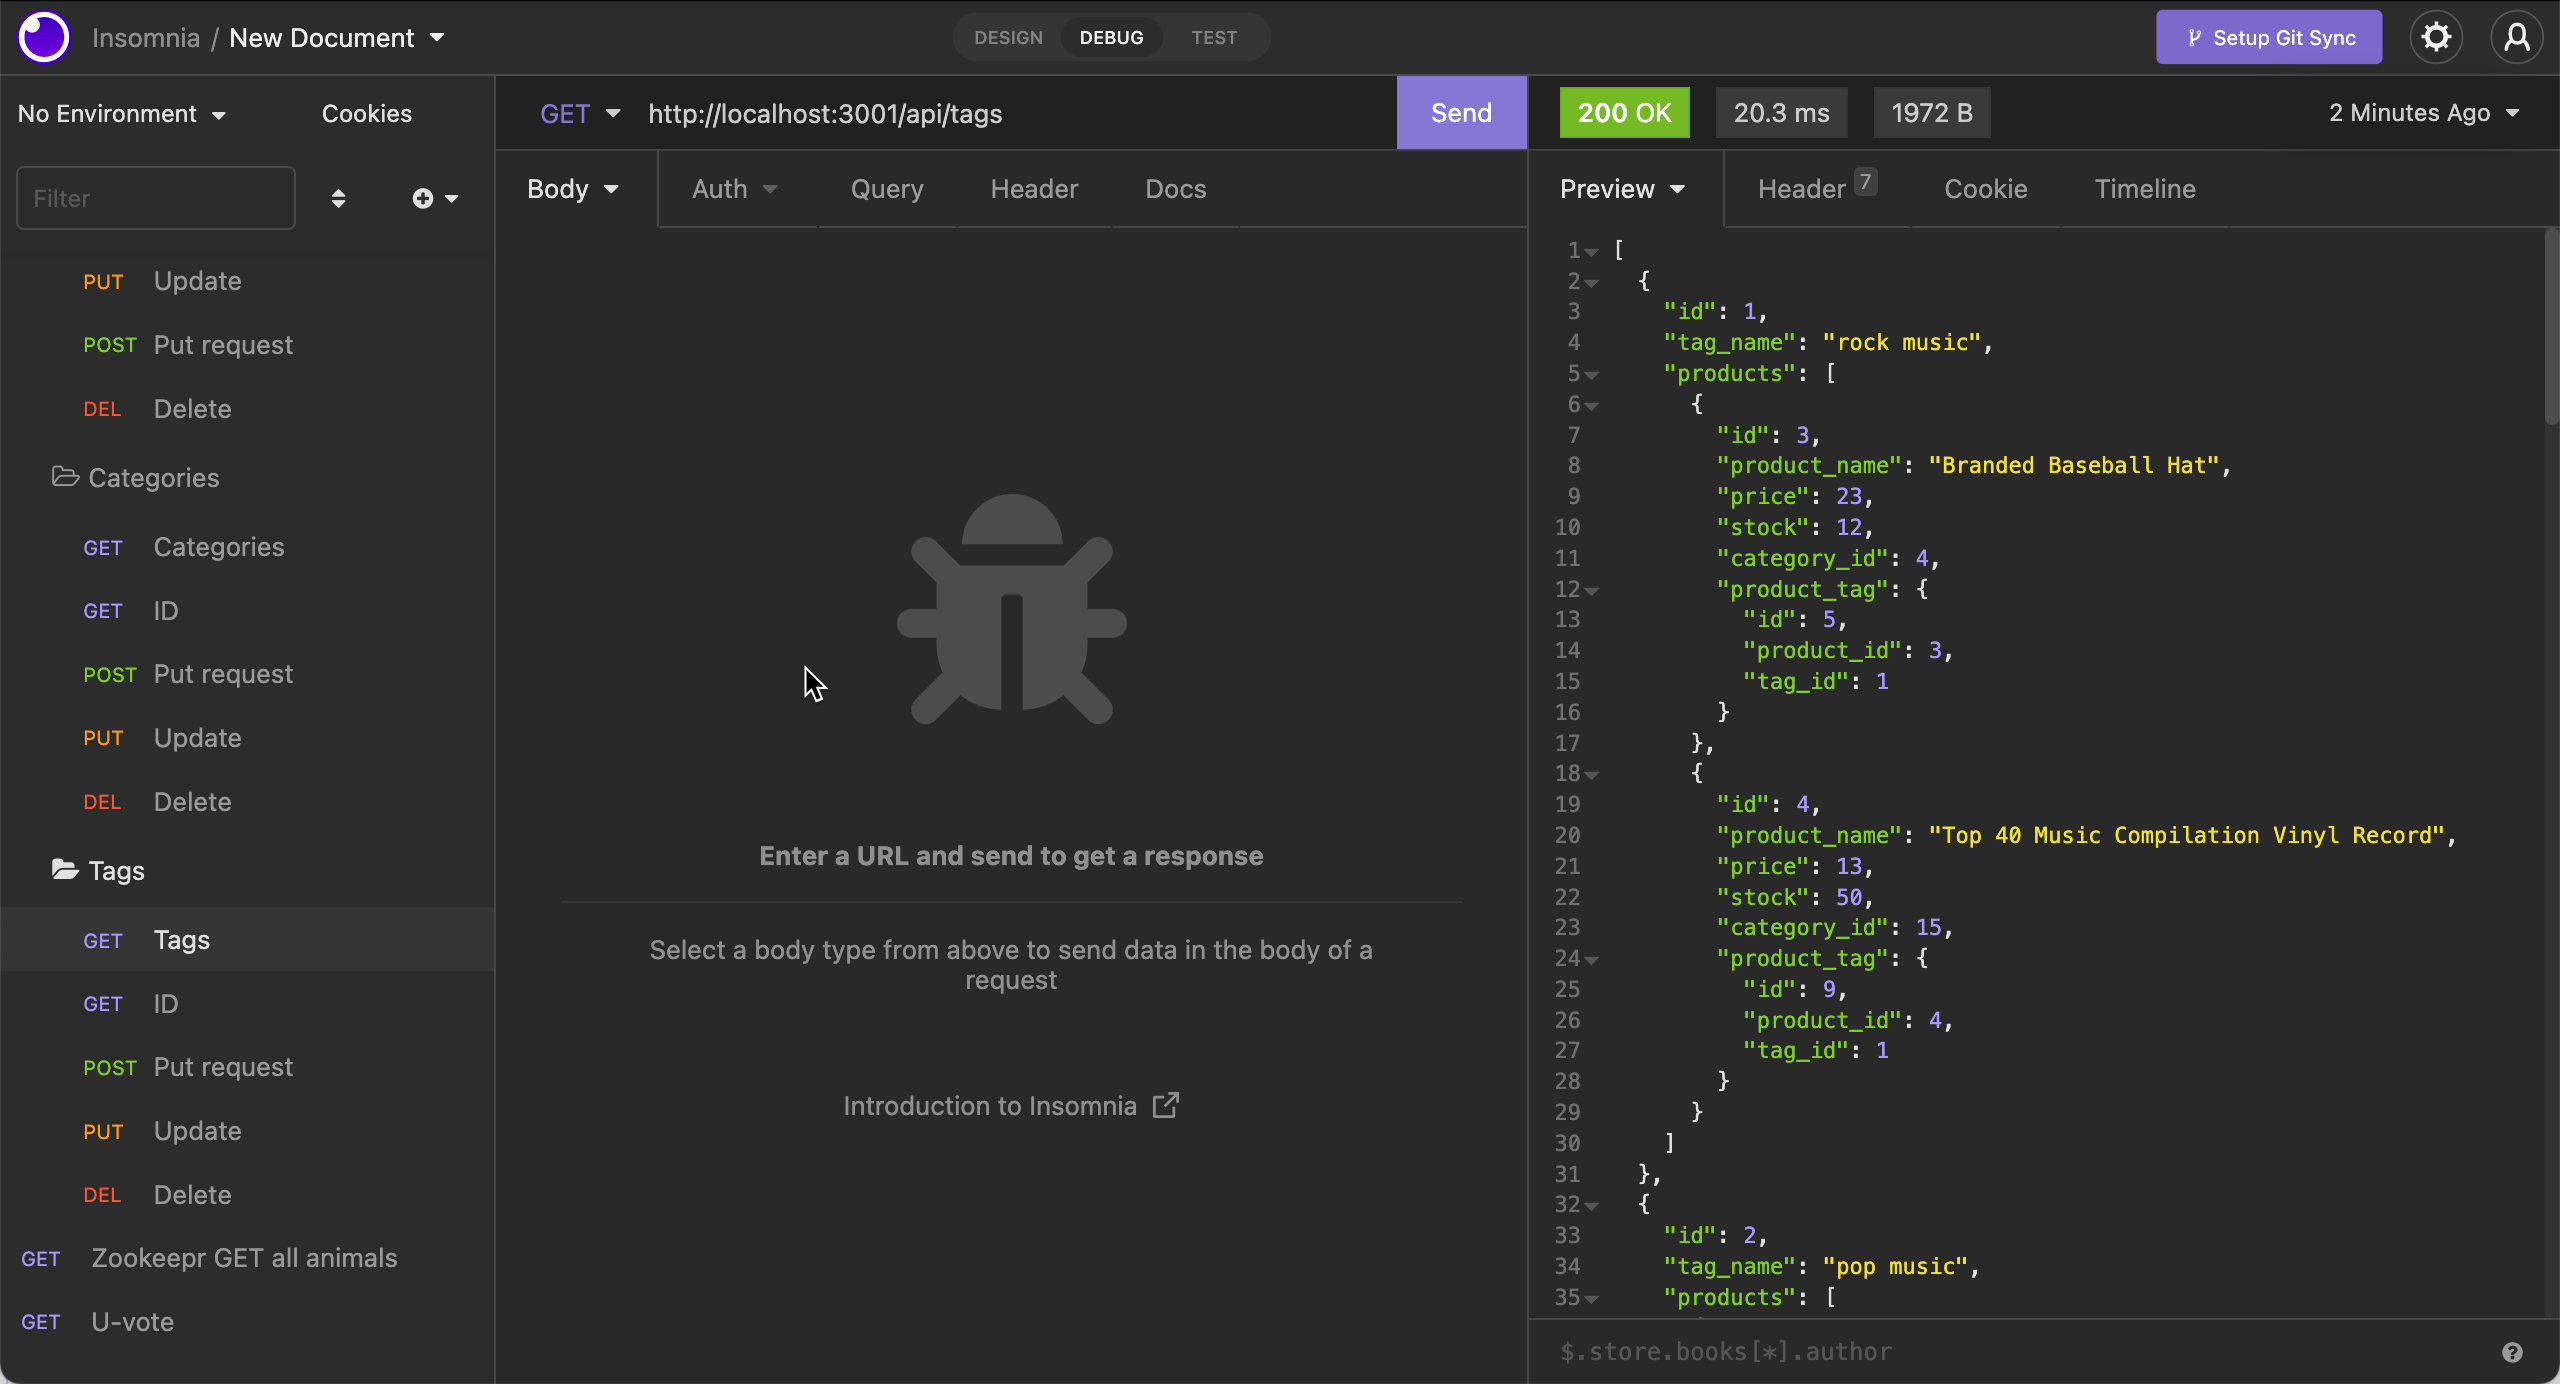 Insomnia / New Document
DESIGN DEBUG TEST
Setup Git Sync
No Environment
Cookies
Filter
PUT Update
POST Put request
DEL Delete
Categories
GET Categories
GET ID
POST Put request
PUT Update
DEL Delete
Tags
GET Tags
GET ID
POST Put request
PUT Update
DEL Delete
GET Zookeepr GET all animals
GET U-vote
GET http://localhost:3001/api/tags
Send
Body Auth Query Header Docs
Enter a URL and send to get a response
Select a body type from above to send data in the body of a
request
Introduction to Insomnia
200 OK 20.3 ms 1972 B 2 Minutes Ago
Preview Header 7 Cookie Timeline
1 [
2 {
3 "id": 1,
4 "tag_name": "rock music",
5 "products": [
6 {
7 "id": 3,
8 "product_name": "Branded Baseball Hat",
9 "price": 23,
10 "stock": 12,
11 "category_id": 4,
12 "product_tag": {
13 "id": 5,
14 "product_id": 3,
15 "tag_id": 1
16 }
17 },
18 {
19 "id": 4,
20 "product_name": "Top 40 Music Compilation Vinyl Record",
21 "price": 13,
22 "stock": 50,
23 "category_id": 15,
24 "product_tag": {
25 "id": 9,
26 "product_id": 4,
27 "tag_id": 1
28 }
29 }
30 ]
31 },
32 {
33 "id": 2,
34 "tag_name": "pop music",
35 "products": [
$.store.books[*].author